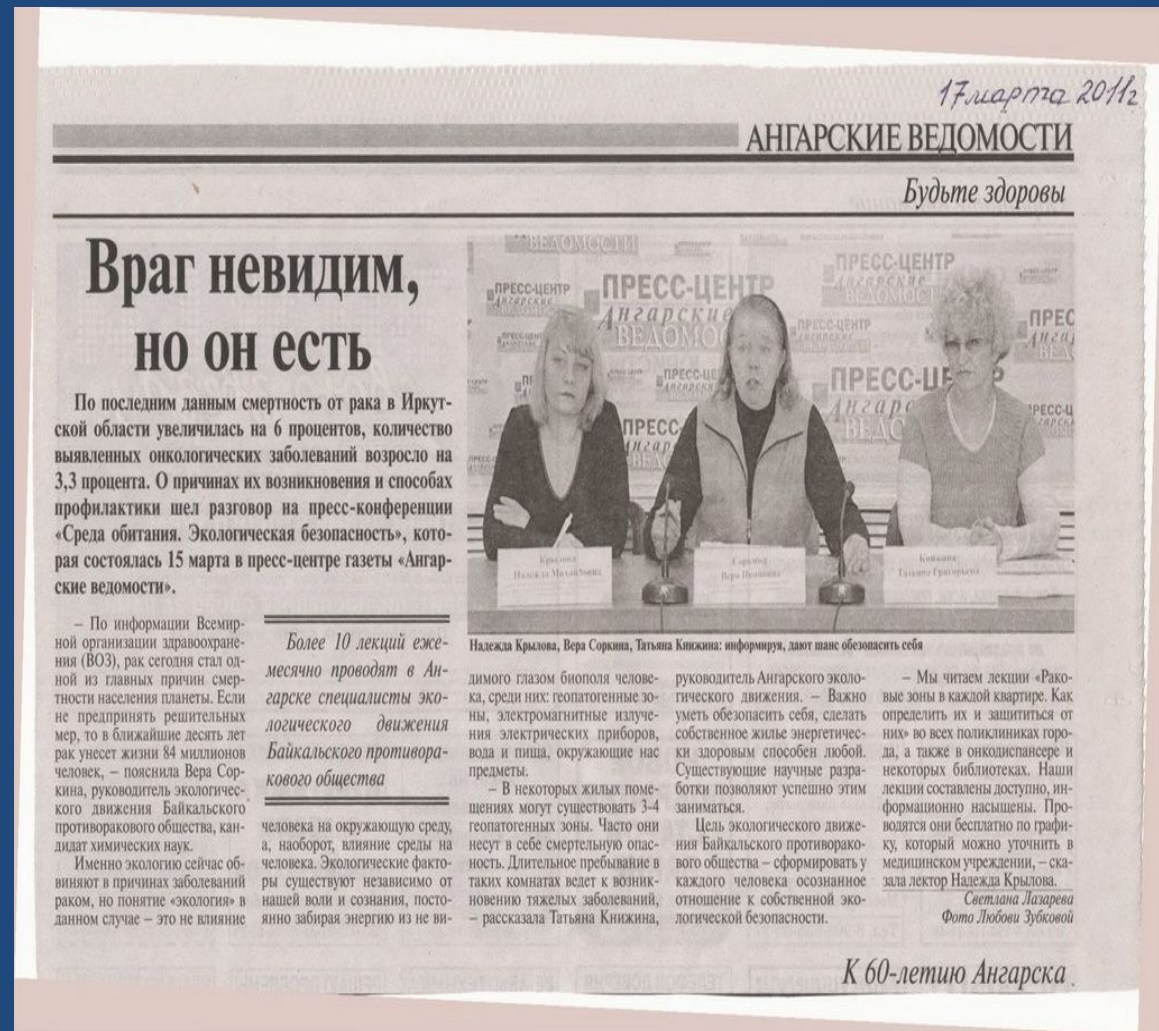 17 марта 2011г
АНГАРСКИЕ ВЕДОМОСТИ
Будьте здоровы
Враг невидим,
но он есть
По последним данным смертность от рака в Иркут-
ской области увеличилась на 6 процентов, количество
выявленных онкологических заболеваний возросло на
3,3 процента. О причинах их возникновения и способах
профилактики шел разговор на пресс-конференции
«Среда обитания. Экологическая безопасность», кото-
рая состоялась 15 марта в пресс-центре газеты «Ангар-
ские ведомости».
– По информации Всемир-
ной организации здравоохране-
ния (ВОЗ), рак сегодня стал од-
ной из главных причин смер-
тности населения планеты. Если
не предпринять решительных
мер, то в ближайшие десять лет
рак унесет жизни 84 миллионов
человек, – пояснила Вера Сор-
кина, руководитель экологичес-
кого движения Байкальского
противоракового общества, кан-
дидат химических наук.
Именно экологию сейчас об-
виняют в причинах заболеваний
раком, но понятие «экология» в
данном случае – это не влияние
Более 10 лекций еже-
месячно проводят в Ан-
гарске специалисты эко-
логического движения
Байкальского противора-
кового общества
человека на окружающую среду,
а, наоборот, влияние среды на
человека. Экологические факто-
ры существуют независимо от
нашей воли и сознания, посто-
янно забирая энергию из не ви-
ВЕДОМОСТИ
ПРЕСС-ЦЕНТР
ПРЕСС-ЦЕНТР
Ангарские
ПРЕСС-ЦЕНТР
Крылова
Надежда Михайловна
Вера Ивановна
Книжина
Татьяна Григорьевна
Надежда Крылова, Вера Соркина, Татьяна Книжина: информируя, дают шанс обезопасить себя
димого глазом биополя челове-
ка, среди них: геопатогенные зо-
ны, электромагнитные излуче-
ния электрических приборов,
вода и пища, окружающие нас
предметы.
– В некоторых жилых поме-
щениях могут существовать 3-4
геопатогенных зоны. Часто они
несут в себе смертельную опас-
ность. Длительное пребывание в
таких комнатах ведет к возник-
новению тяжелых заболеваний,
– рассказала Татьяна Книжина,
руководитель Ангарского эколо-
гического движения. – Важно
уметь обезопасить себя, сделать
собственное жилье энергетичес-
ки здоровым способен любой.
Существующие научные разра-
ботки позволяют успешно этим
заниматься.
Цель экологического движе-
ния Байкальского противорако-
вого общества – сформировать у
каждого человека осознанное
отношение к собственной эко-
логической безопасности.
– Мы читаем лекции «Рако-
вые зоны в каждой квартире. Как
определить их и защититься от
них» во всех поликлиниках горо-
да, а также в онкодиспансере и
некоторых библиотеках. Наши
лекции составлены доступно, ин-
формационно насыщены. Про-
водятся они бесплатно по графи-
ку, который можно уточнить в
медицинском учреждении, – ска-
зала лектор Надежда Крылова.
Светлана Лазарева
Фото Любови Зубковой
К 60-летию Ангарска